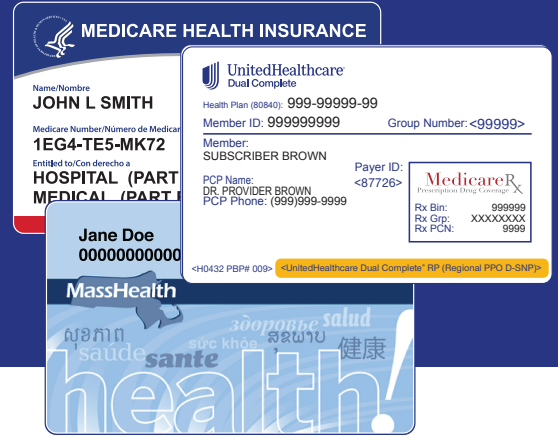 MEDICARE HEALTH INSURANCE
Name/Nombre
JOHN L SMITH
Medicare Number/Número de Medicar
1EG4-TE5-MK72
Entitled to/Con derecho a
HOSPITAL (PART
MEDICAL (PART
UnitedHealthcare®
Dual Complete
Health Plan (80840): 999-99999-99
Member ID: 9999999999 Group Number: <99999>
Member:
SUBSCRIBER BROWN
PCP Name:
DR. PROVIDER BROWN
PCP Phone: (999)999-9999
Payer ID:
<87726>
MedicareRx
Prescription Drug Coverage
Rx Bin: 999999
Rx Grp: XXXXXXXX
Rx PCN: 9999
<H0432 PBP# 009> <UnitedHealthcare Dual Complete® RP (Regional PPO D-SNP)>
Jane Doe
00000000000
MassHealth
здоровье salud
សុខភាព sức khỏe ສຸຂພາບ 健康
saúde sante
health!